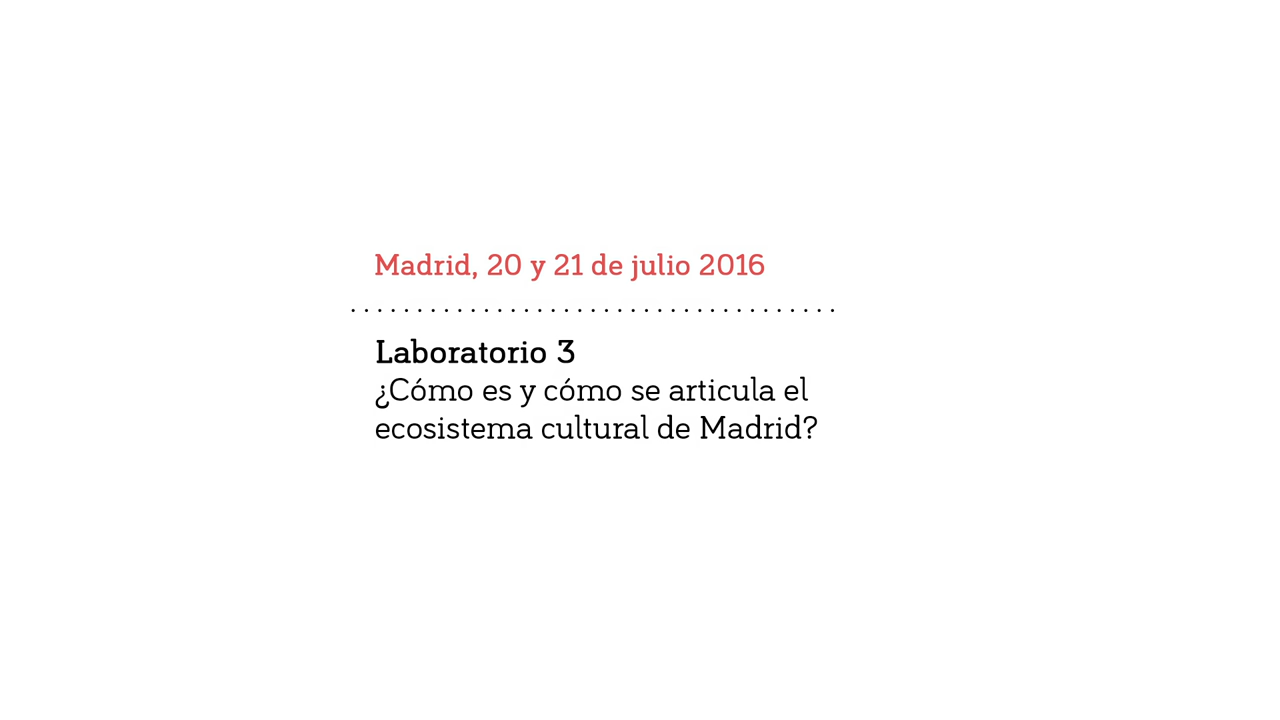 Madrid, 20 y 21 de julio 2016
Laboratorio 3
¿Cómo es y cómo se articula el
ecosistema cultural de Madrid?